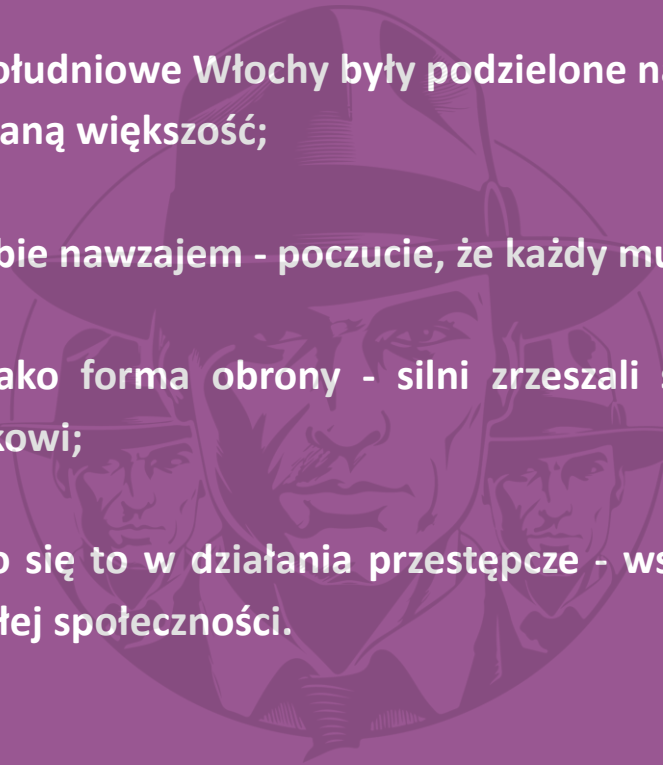 ołudniowe Włochy były podzielone na
aną większość;
bie nawzajem - poczucie, że każdy mu
ako forma obrony - silni zrzeszali s
kowi;
o się to w działania przestępcze - ws
łej społeczności.